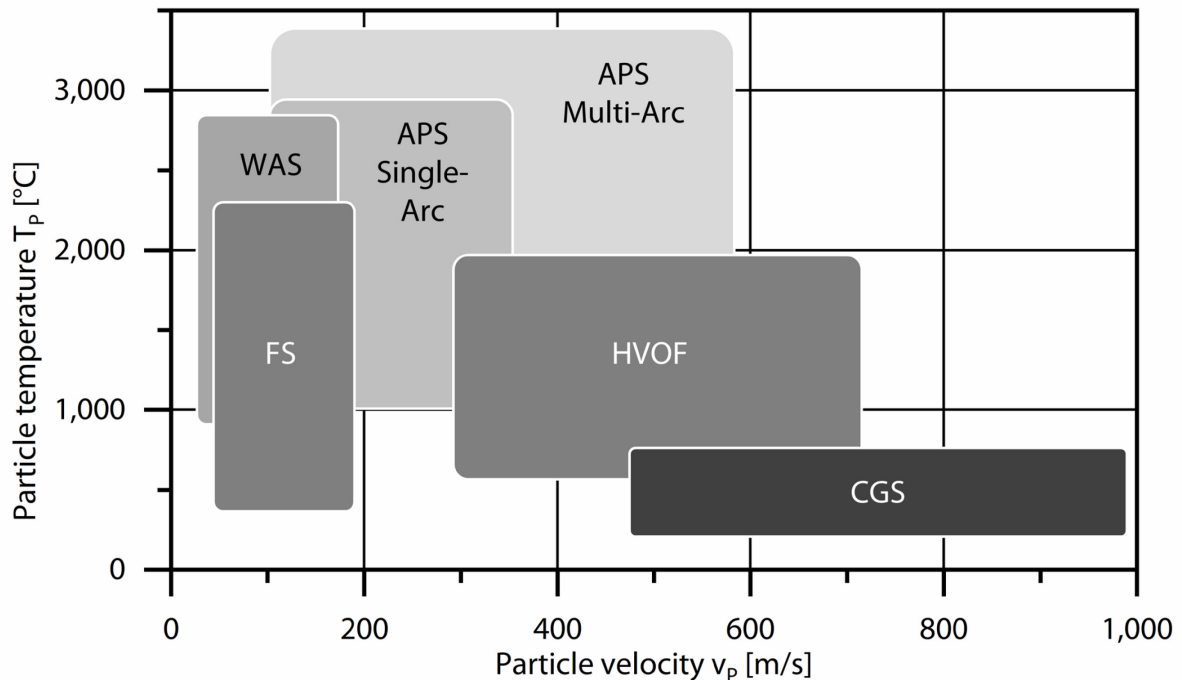 3,000
2,000
1,000
0
Particle temperature T_P [°C]
APS
Multi-Arc
APS
Single-
Arc
WAS
FS
HVOF
CGS
0 200 400 600 800 1,000
Particle velocity v_P [m/s]